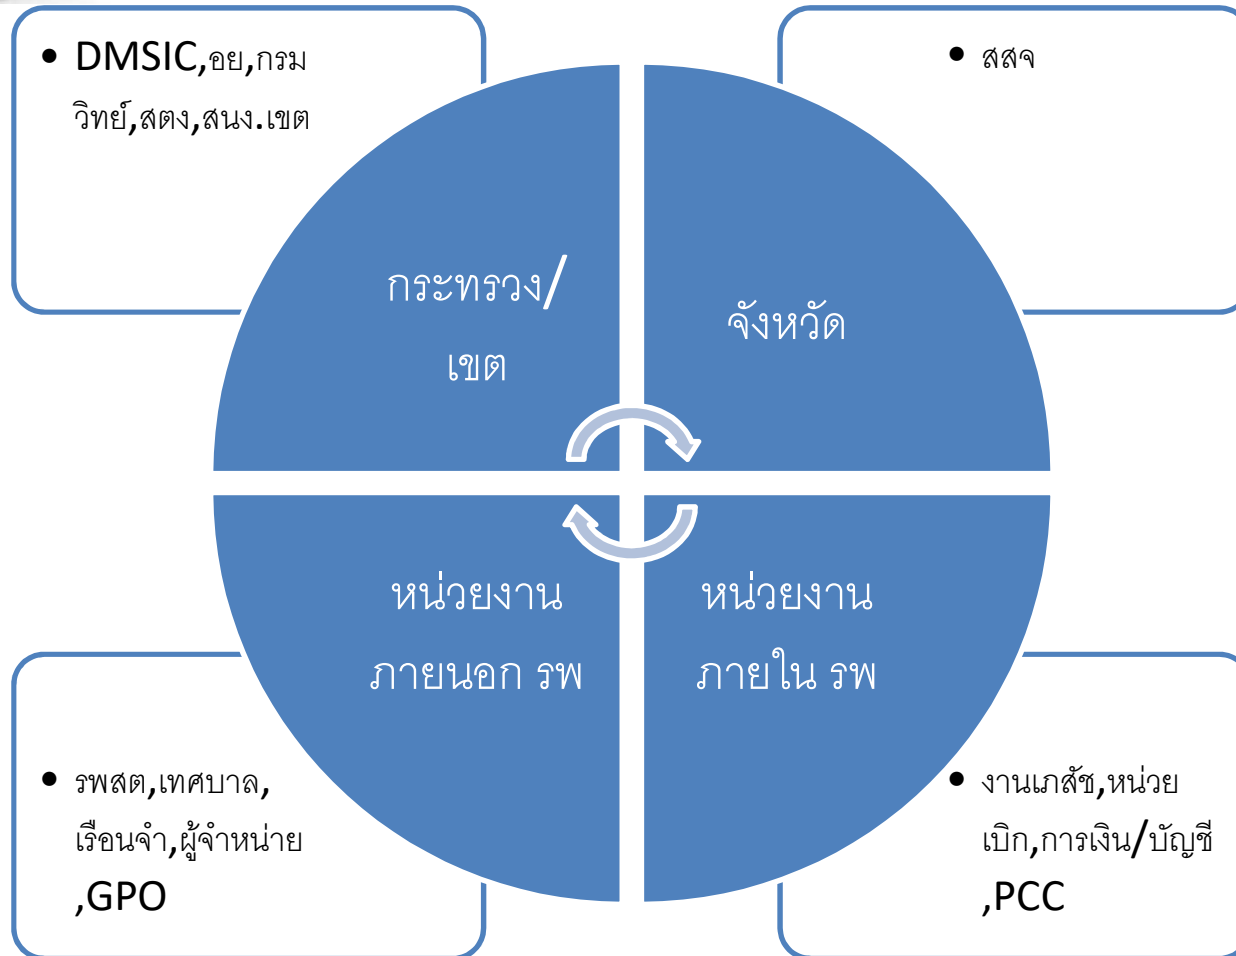 • DMSIC,อย,กรม
วิทย์,สตง,สนง.เขต
• สสจ
กระทรวง/
เขต
จังหวัด
หน่วยงาน
ภายนอก รพ
หน่วยงาน
ภายใน รพ
• รพสต,เทศบาล,
เรือนจำ,ผู้จำหน่าย
,GPO
• งานเภสัช,หน่วย
เบิก,การเงิน/บัญชี
,PCC